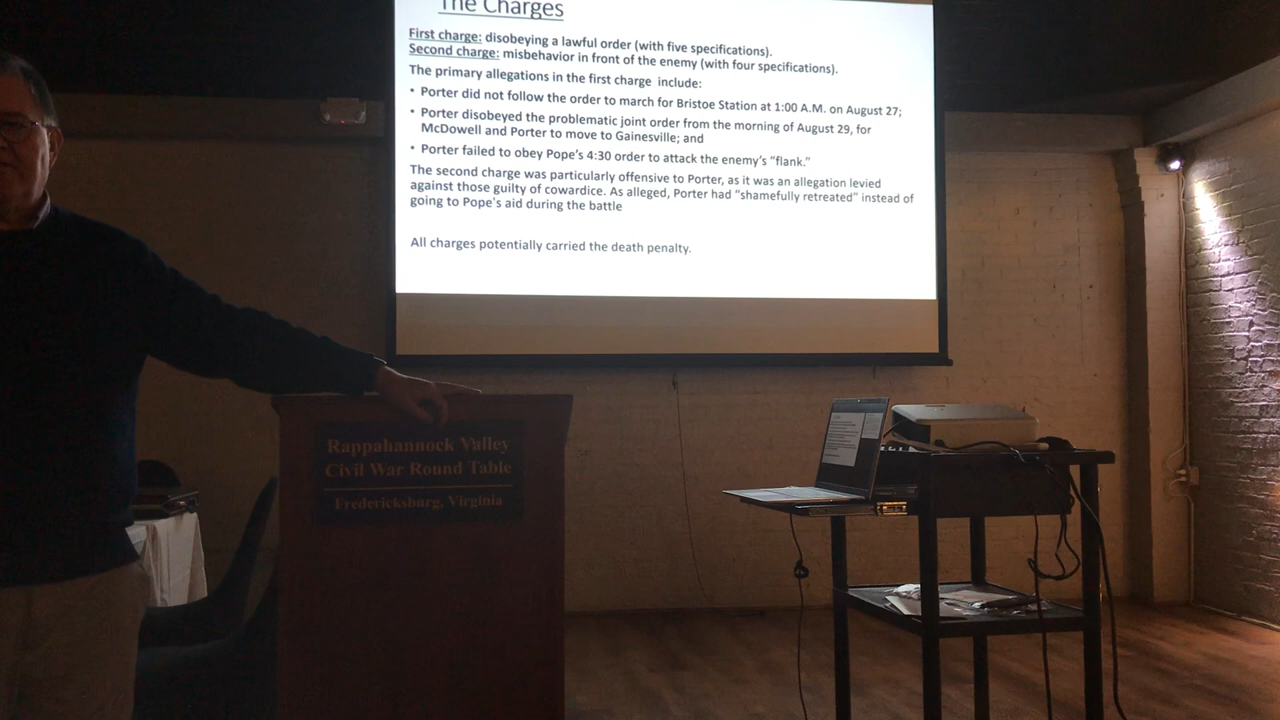 The Charges
First charge: disobeying a lawful order (with five specifications).
Second charge: misbehavior in front of the enemy (with four specifications).
The primary allegations in the first charge include:
• Porter did not follow the order to march for Bristoe Station at 1:00 A.M. on August 27;
• Porter disobeyed the problematic joint order from the morning of August 29, for
McDowell and Porter to move to Gainesville; and
• Porter failed to obey Pope's 4:30 order to attack the enemy's "flank."
The second charge was particularly offensive to Porter, as it was an allegation levied
against those guilty of cowardice. As alleged, Porter had "shamefully retreated" instead of
going to Pope's aid during the battle
All charges potentially carried the death penalty.
Rappahannock Valley
Civil War Round Table
Fredericksburg, Virginia